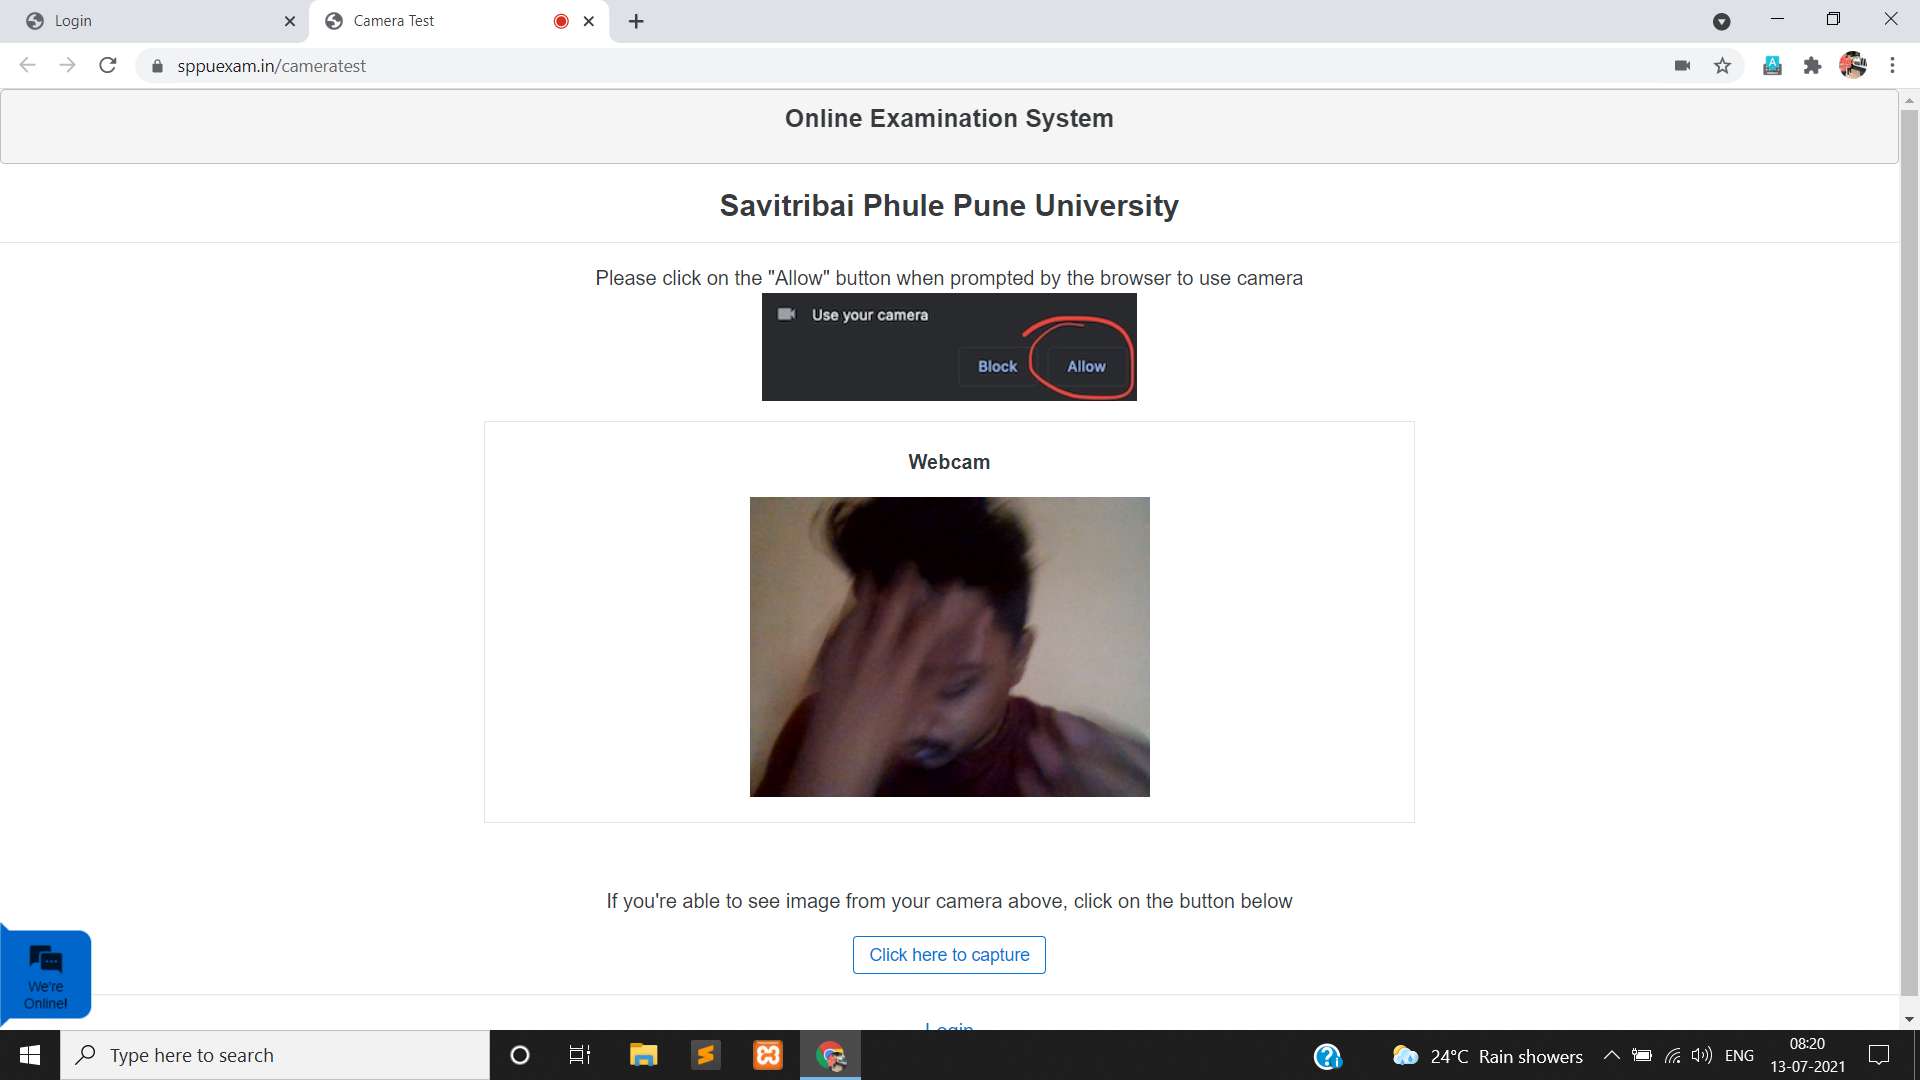 Login
Camera Test
sppuexam.in/cameratest
Online Examination System
Savitribai Phule Pune University
Please click on the "Allow" button when prompted by the browser to use camera
Use your camera
Block
Allow
Webcam
If you're able to see image from your camera above, click on the button below
Click here to capture
We're
Online!
Login
Type here to search
24°C Rain showers
ENG
08:20
13-07-2021